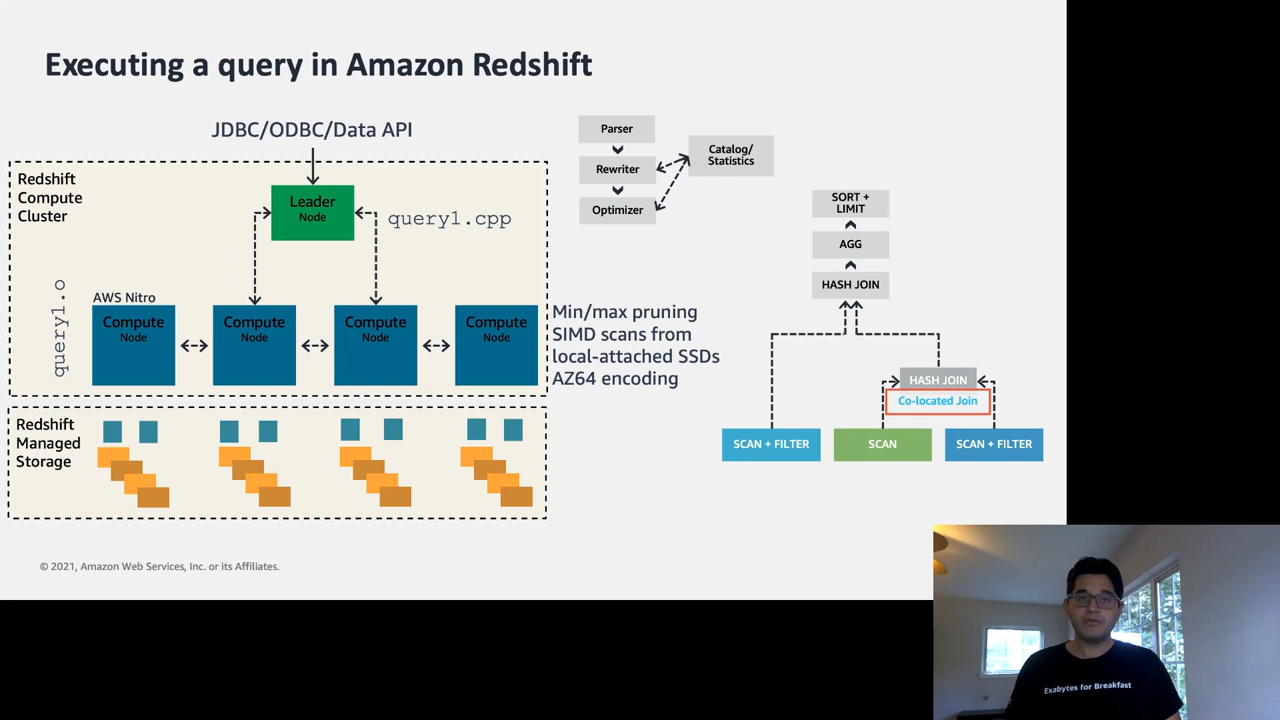 Executing a query in Amazon Redshift
JDBC/ODBC/Data API
Redshift
Compute
Cluster
Leader
Node
query1.cpp
query1.o
AWS Nitro
Compute
Node
Compute
Node
Compute
Node
Compute
Node
Min/max pruning
SIMD scans from
local-attached SSDs
AZ64 encoding
Redshift
Managed
Storage
Parser
Rewriter
Optimizer
Catalog/
Statistics
SORT +
LIMIT
AGG
HASH JOIN
HASH JOIN
Co-located Join
SCAN + FILTER
SCAN
SCAN + FILTER
© 2021, Amazon Web Services, Inc. or its Affiliates.
Exabytes for Breakfast